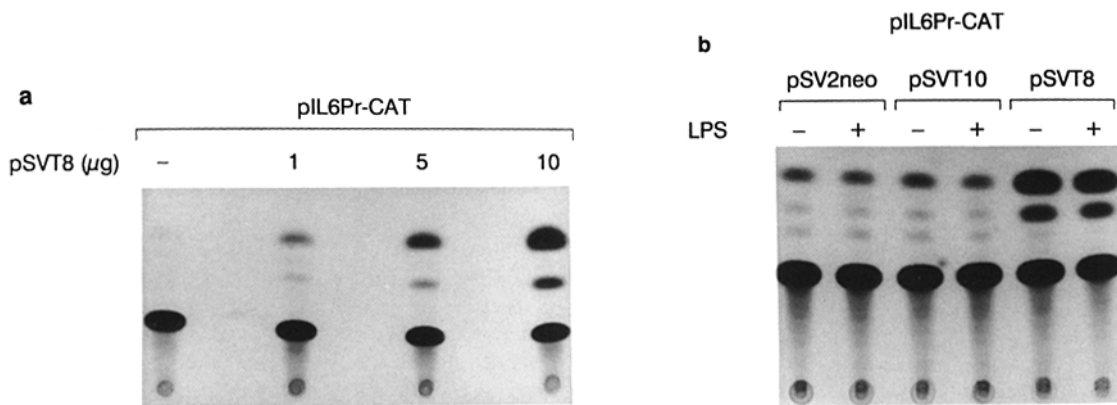 a
pIL6Pr-CAT
pSVT8 (µg) – 1 5 10
b
pIL6Pr-CAT
pSV2neo pSVT10 pSVT8
LPS – + – + – +